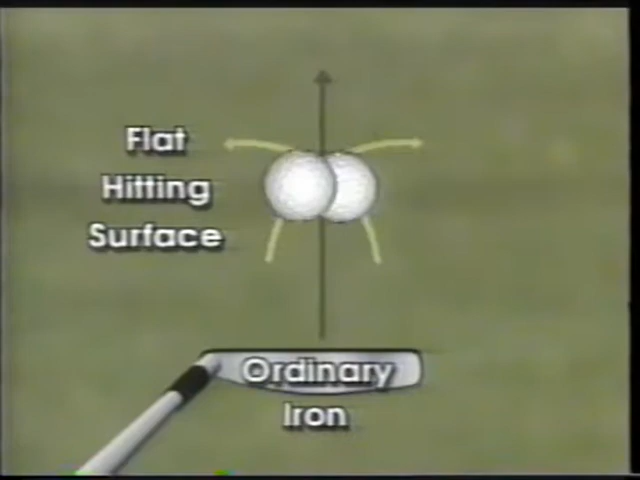 Flat
Hitting
Surface
Ordinary
Iron